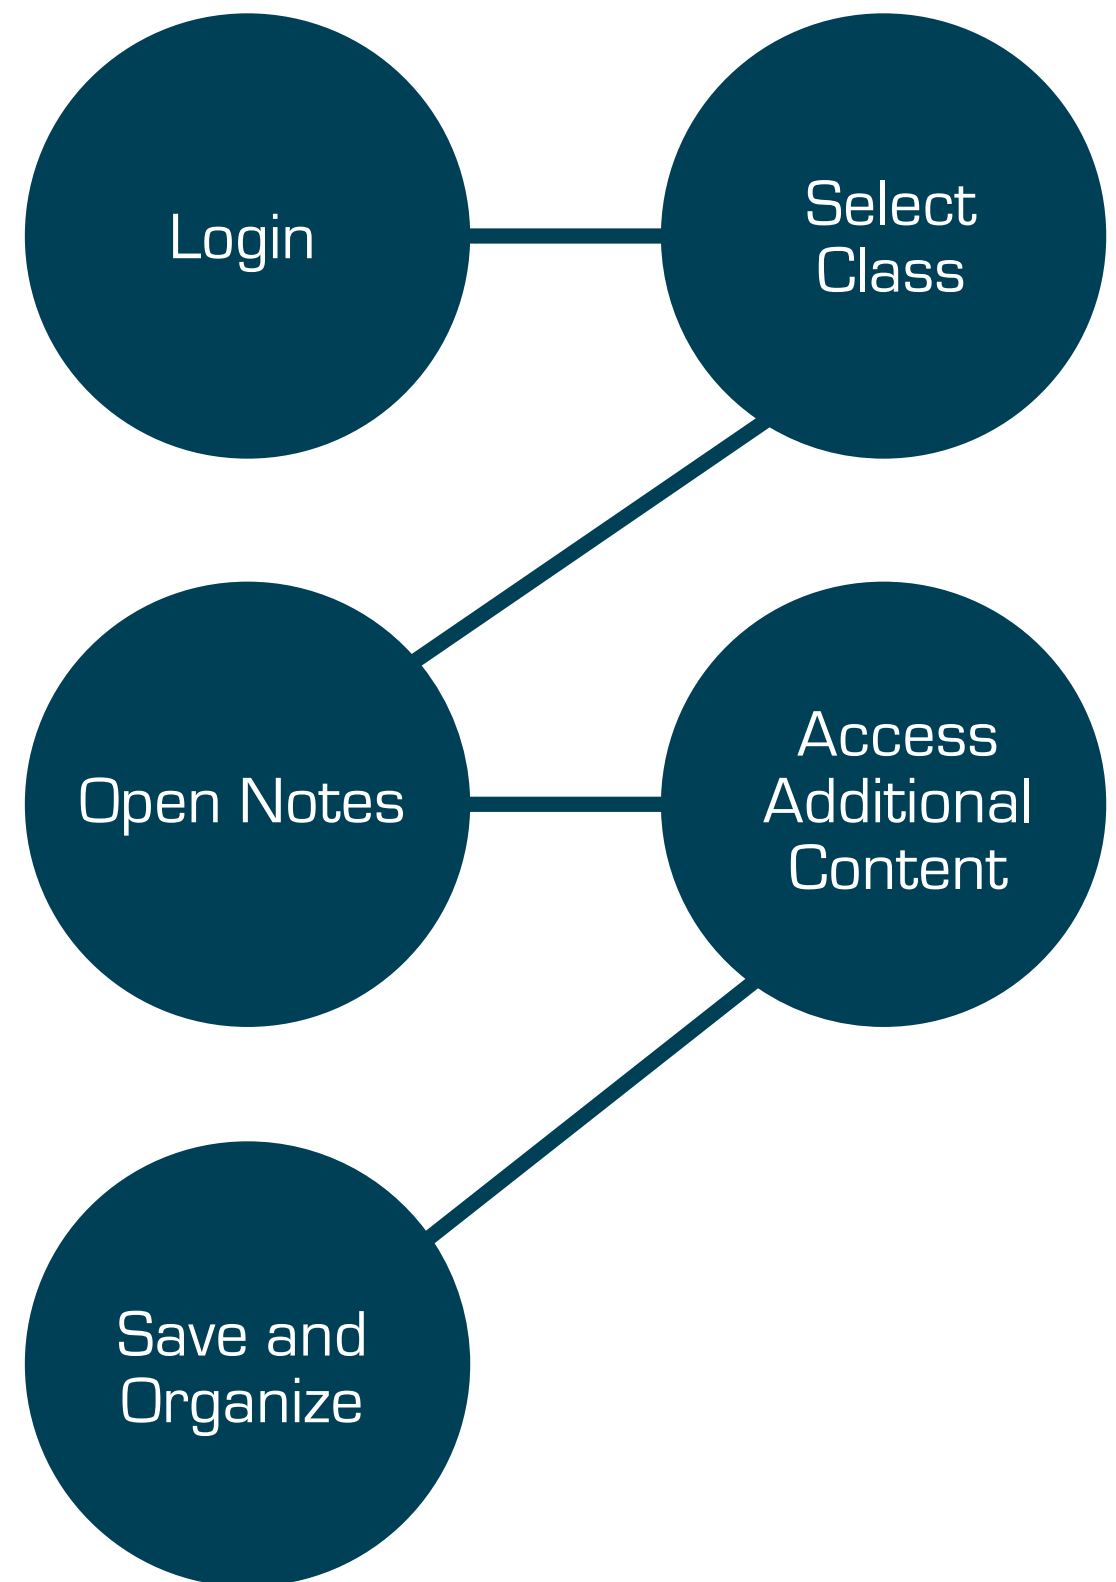 Login
Select
Class
Open Notes
Access
Additional
Content
Save and
Organize